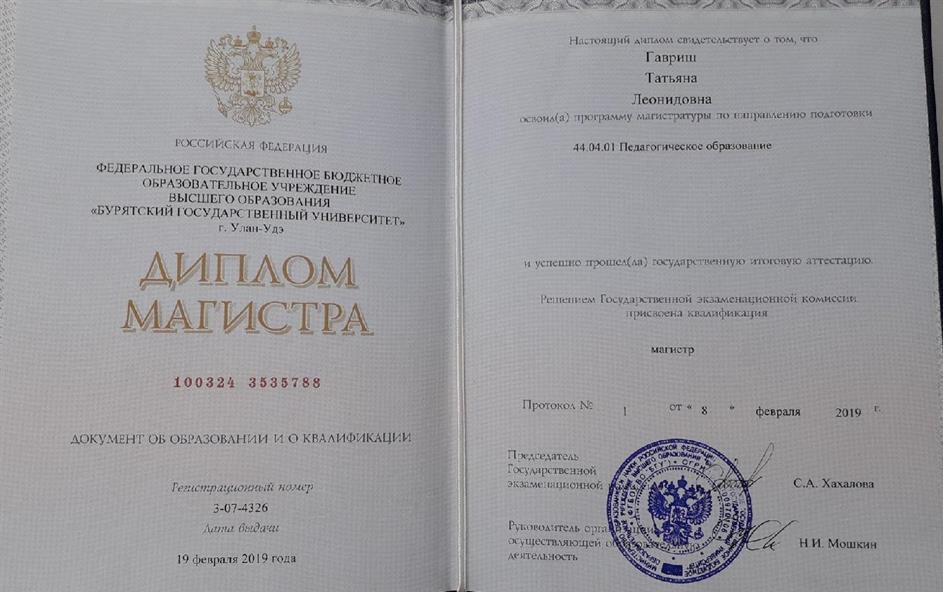 РОССИЙСКАЯ ФЕДЕРАЦИЯ
ФЕДЕРАЛЬНОЕ ГОСУДАРСТВЕННОЕ БЮДЖЕТНОЕ
ОБРАЗОВАТЕЛЬНОЕ УЧРЕЖДЕНИЕ
ВЫСШЕГО ОБРАЗОВАНИЯ
«БУРЯТСКИЙ ГОСУДАРСТВЕННЫЙ УНИВЕРСИТЕТ»
г. Улан-Удэ
ДИПЛОМ
МАГИСТРА
100324 3535788
ДОКУМЕНТ ОБ ОБРАЗОВАНИИ И О КВАЛИФИКАЦИИ
Регистрационный номер
3-07-4326
Дата выдачи
19 февраля 2019 года
Настоящий диплом свидетельствует о том, что
Гавриш
Татьяна
Леонидовна
освоил(а) программу магистратуры по направлению подготовки
44.04.01 Педагогическое образование
и успешно прошел(ла) государственную итоговую аттестацию.
Решением Государственной экзаменационной комиссии
присвоена квалификация
магистр
Протокол № 1 от « 8 » февраля 2019 г.
Председатель
Государственной
экзаменационной
С.А. Хахалова
Руководитель
осуществляющей
деятельность
Н.И. Мошкин